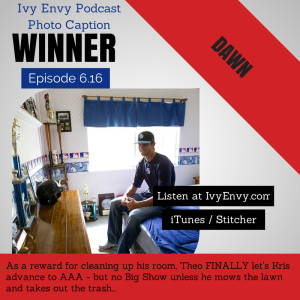 Ivy Envy Podcast
Photo Caption
WINNER
DAWN
Episode 6.16
Listen at IvyEnvy.com
iTunes / Stitcher
As a reward for cleaning up his room, Theo FINALLY let's Kris
advance to AAA - but no Big Show unless he mows the lawn
and takes out the trash...